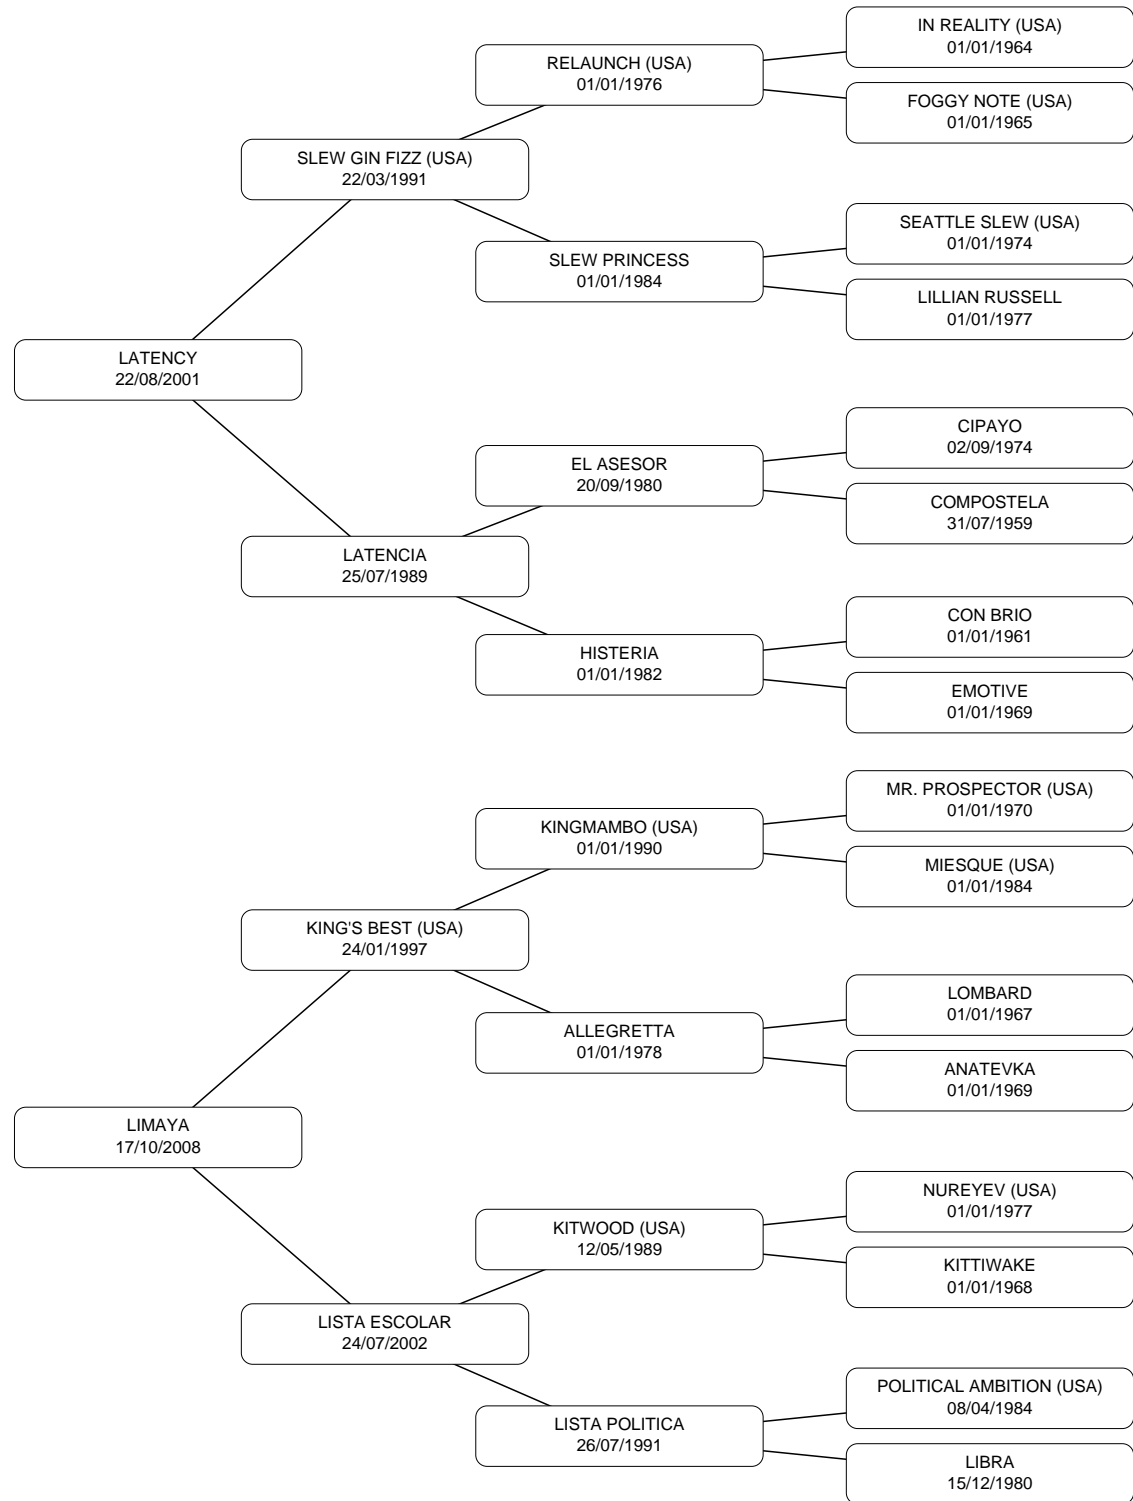 IN REALITY (USA)
01/01/1964
RELAUNCH (USA)
01/01/1976
FOGGY NOTE (USA)
01/01/1965
SLEW GIN FIZZ (USA)
22/03/1991
SEATTLE SLEW (USA)
01/01/1974
SLEW PRINCESS
01/01/1984
LILLIAN RUSSELL
01/01/1977
LATENCY
22/08/2001
CIPAYO
02/09/1974
EL ASESOR
20/09/1980
COMPOSTELA
31/07/1959
LATENCIA
25/07/1989
CON BRIO
01/01/1961
HISTERIA
01/01/1982
EMOTIVE
01/01/1969
MR. PROSPECTOR (USA)
01/01/1970
KINGMAMBO (USA)
01/01/1990
MIESQUE (USA)
01/01/1984
KING'S BEST (USA)
24/01/1997
LOMBARD
01/01/1967
ALLEGRETTA
01/01/1978
ANATEVKA
01/01/1969
LIMAYA
17/10/2008
NUREYEV (USA)
01/01/1977
KITWOOD (USA)
12/05/1989
KITTIWAKE
01/01/1968
LISTA ESCOLAR
24/07/2002
POLITICAL AMBITION (USA)
08/04/1984
LISTA POLITICA
26/07/1991
LIBRA
15/12/1980